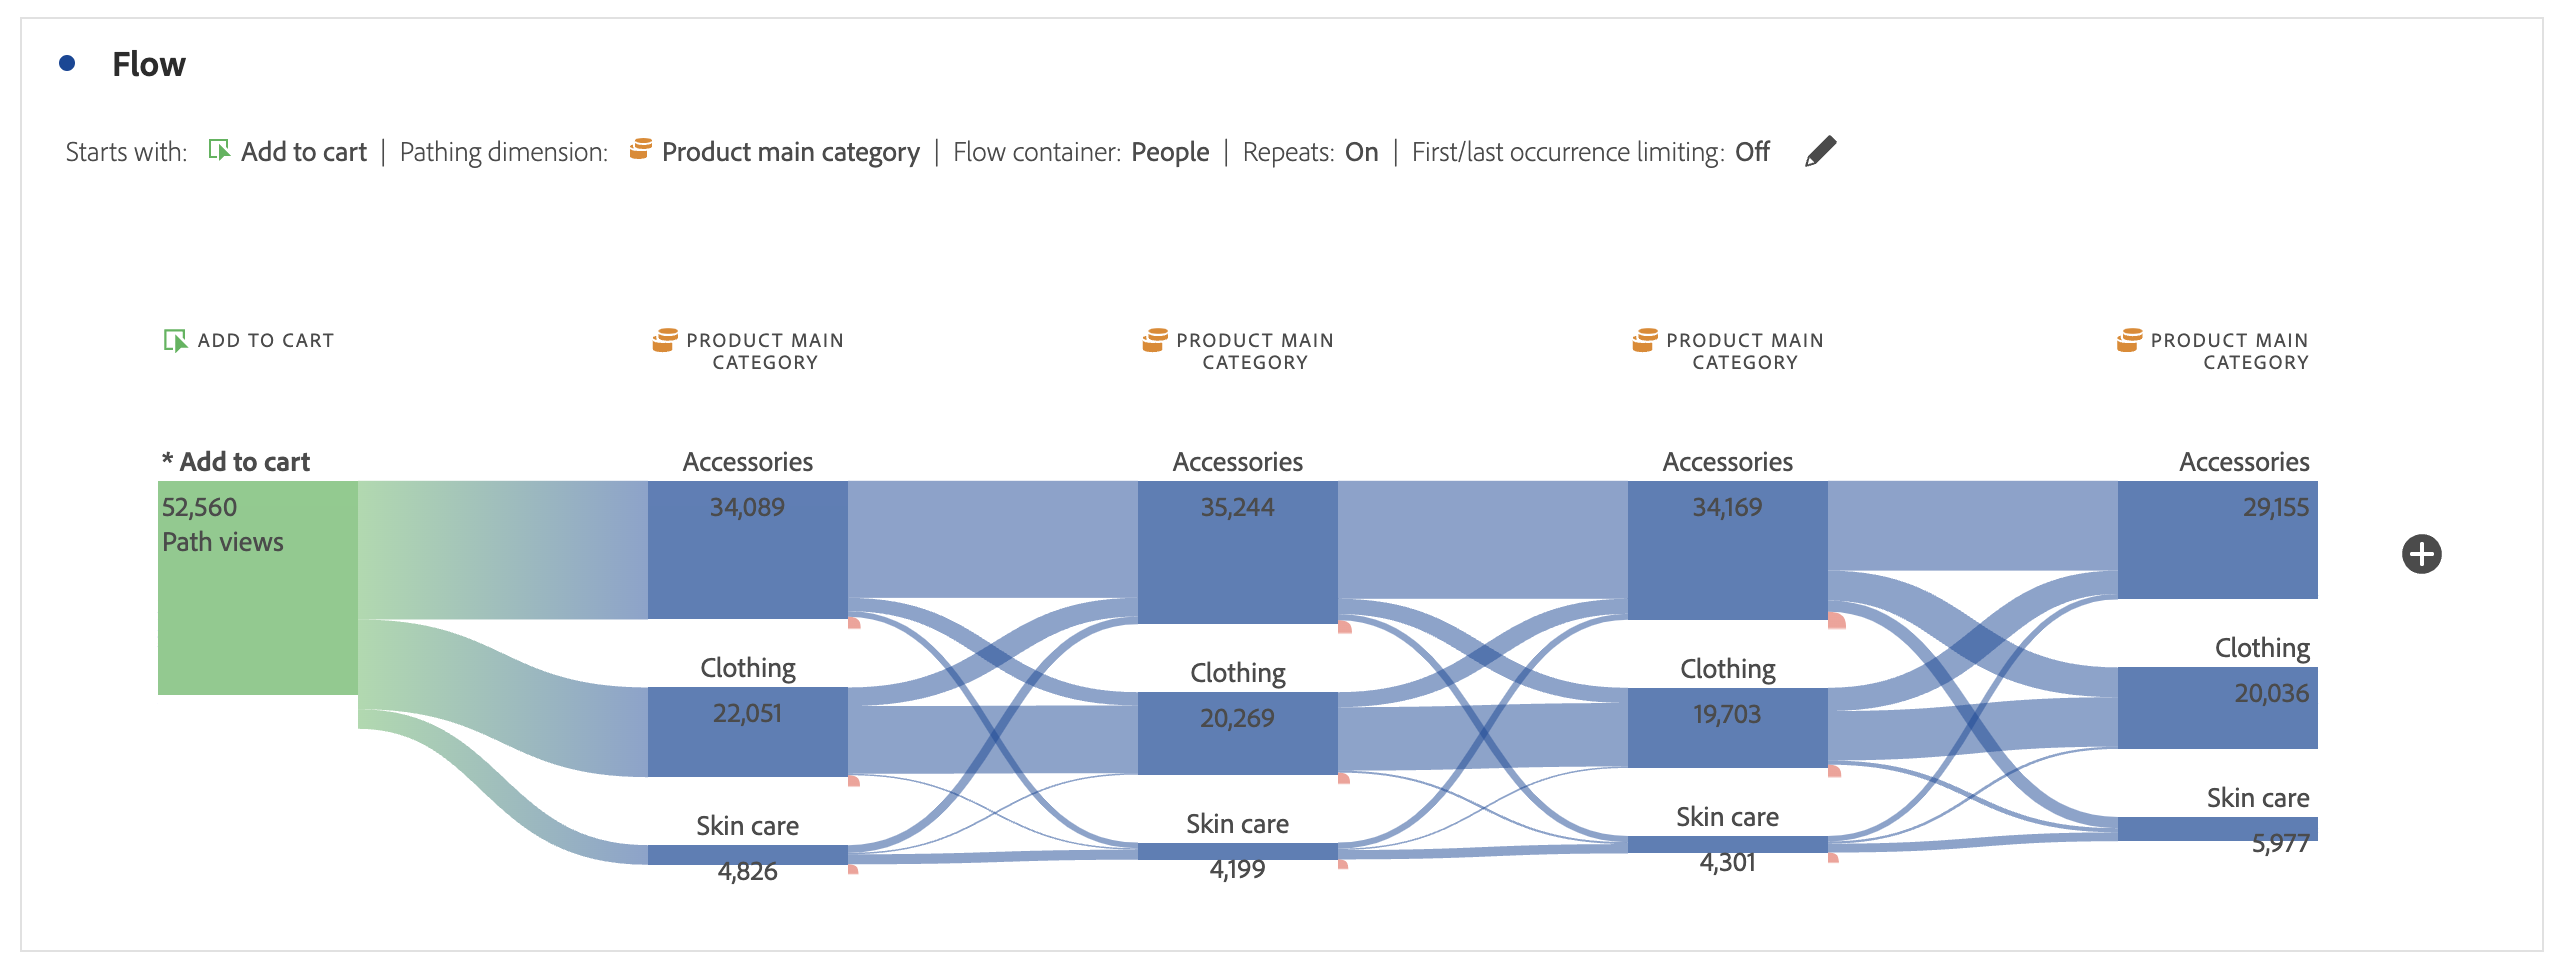 Flow
Starts with: Add to cart | Pathing dimension: Product main category | Flow container: People | Repeats: On | First/last occurrence limiting: Off
ADD TO CART
PRODUCT MAIN
CATEGORY
PRODUCT MAIN
CATEGORY
PRODUCT MAIN
CATEGORY
PRODUCT MAIN
CATEGORY
* Add to cart
52,560
Path views
Accessories
34,089
Clothing
22,051
Skin care
4,826
Accessories
35,244
Clothing
20,269
Skin care
4,199
Accessories
34,169
Clothing
19,703
Skin care
4,301
Accessories
29,155
Clothing
20,036
Skin care
5,977